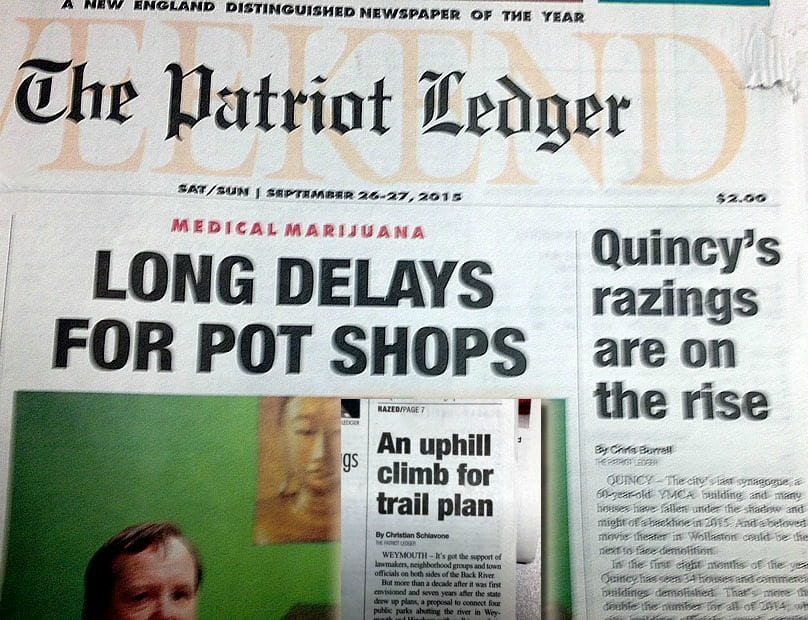 A NEW ENGLAND DISTINGUISHED NEWSPAPER OF THE YEAR
WEEKEND
The Patriot Ledger
SAT/SUN | SEPTEMBER 26-27, 2015
$2.00
MEDICAL MARIJUANA
LONG DELAYS
FOR POT SHOPS
Quincy's
razings
are on
the rise
By Chris Burrell
THE PATRIOT LEDGER
QUINCY – The city's last synagogue, a
60-year-old YMCA building and many
houses have fallen under the shadow and
might of a backhoe in 2015. And a beloved
movie theater in Wollaston could be the
next to face demolition.
In the first eight months of the year
Quincy has seen 34 houses and commerc
buildings demolished. That's more th
double the number for all of 2014,
LEDGER
gs
RAZED/PAGE 7
An uphill
climb for
trail plan
By Christian Schiavone
THE PATRIOT LEDGER
WEYMOUTH – It's got the support of
lawmakers, neighborhood groups and town
officials on both sides of the Back River.
But more than a decade after it was first
envisioned and seven years after the state
drew up plans, a proposal to connect four
public parks abutting the river in Wey-